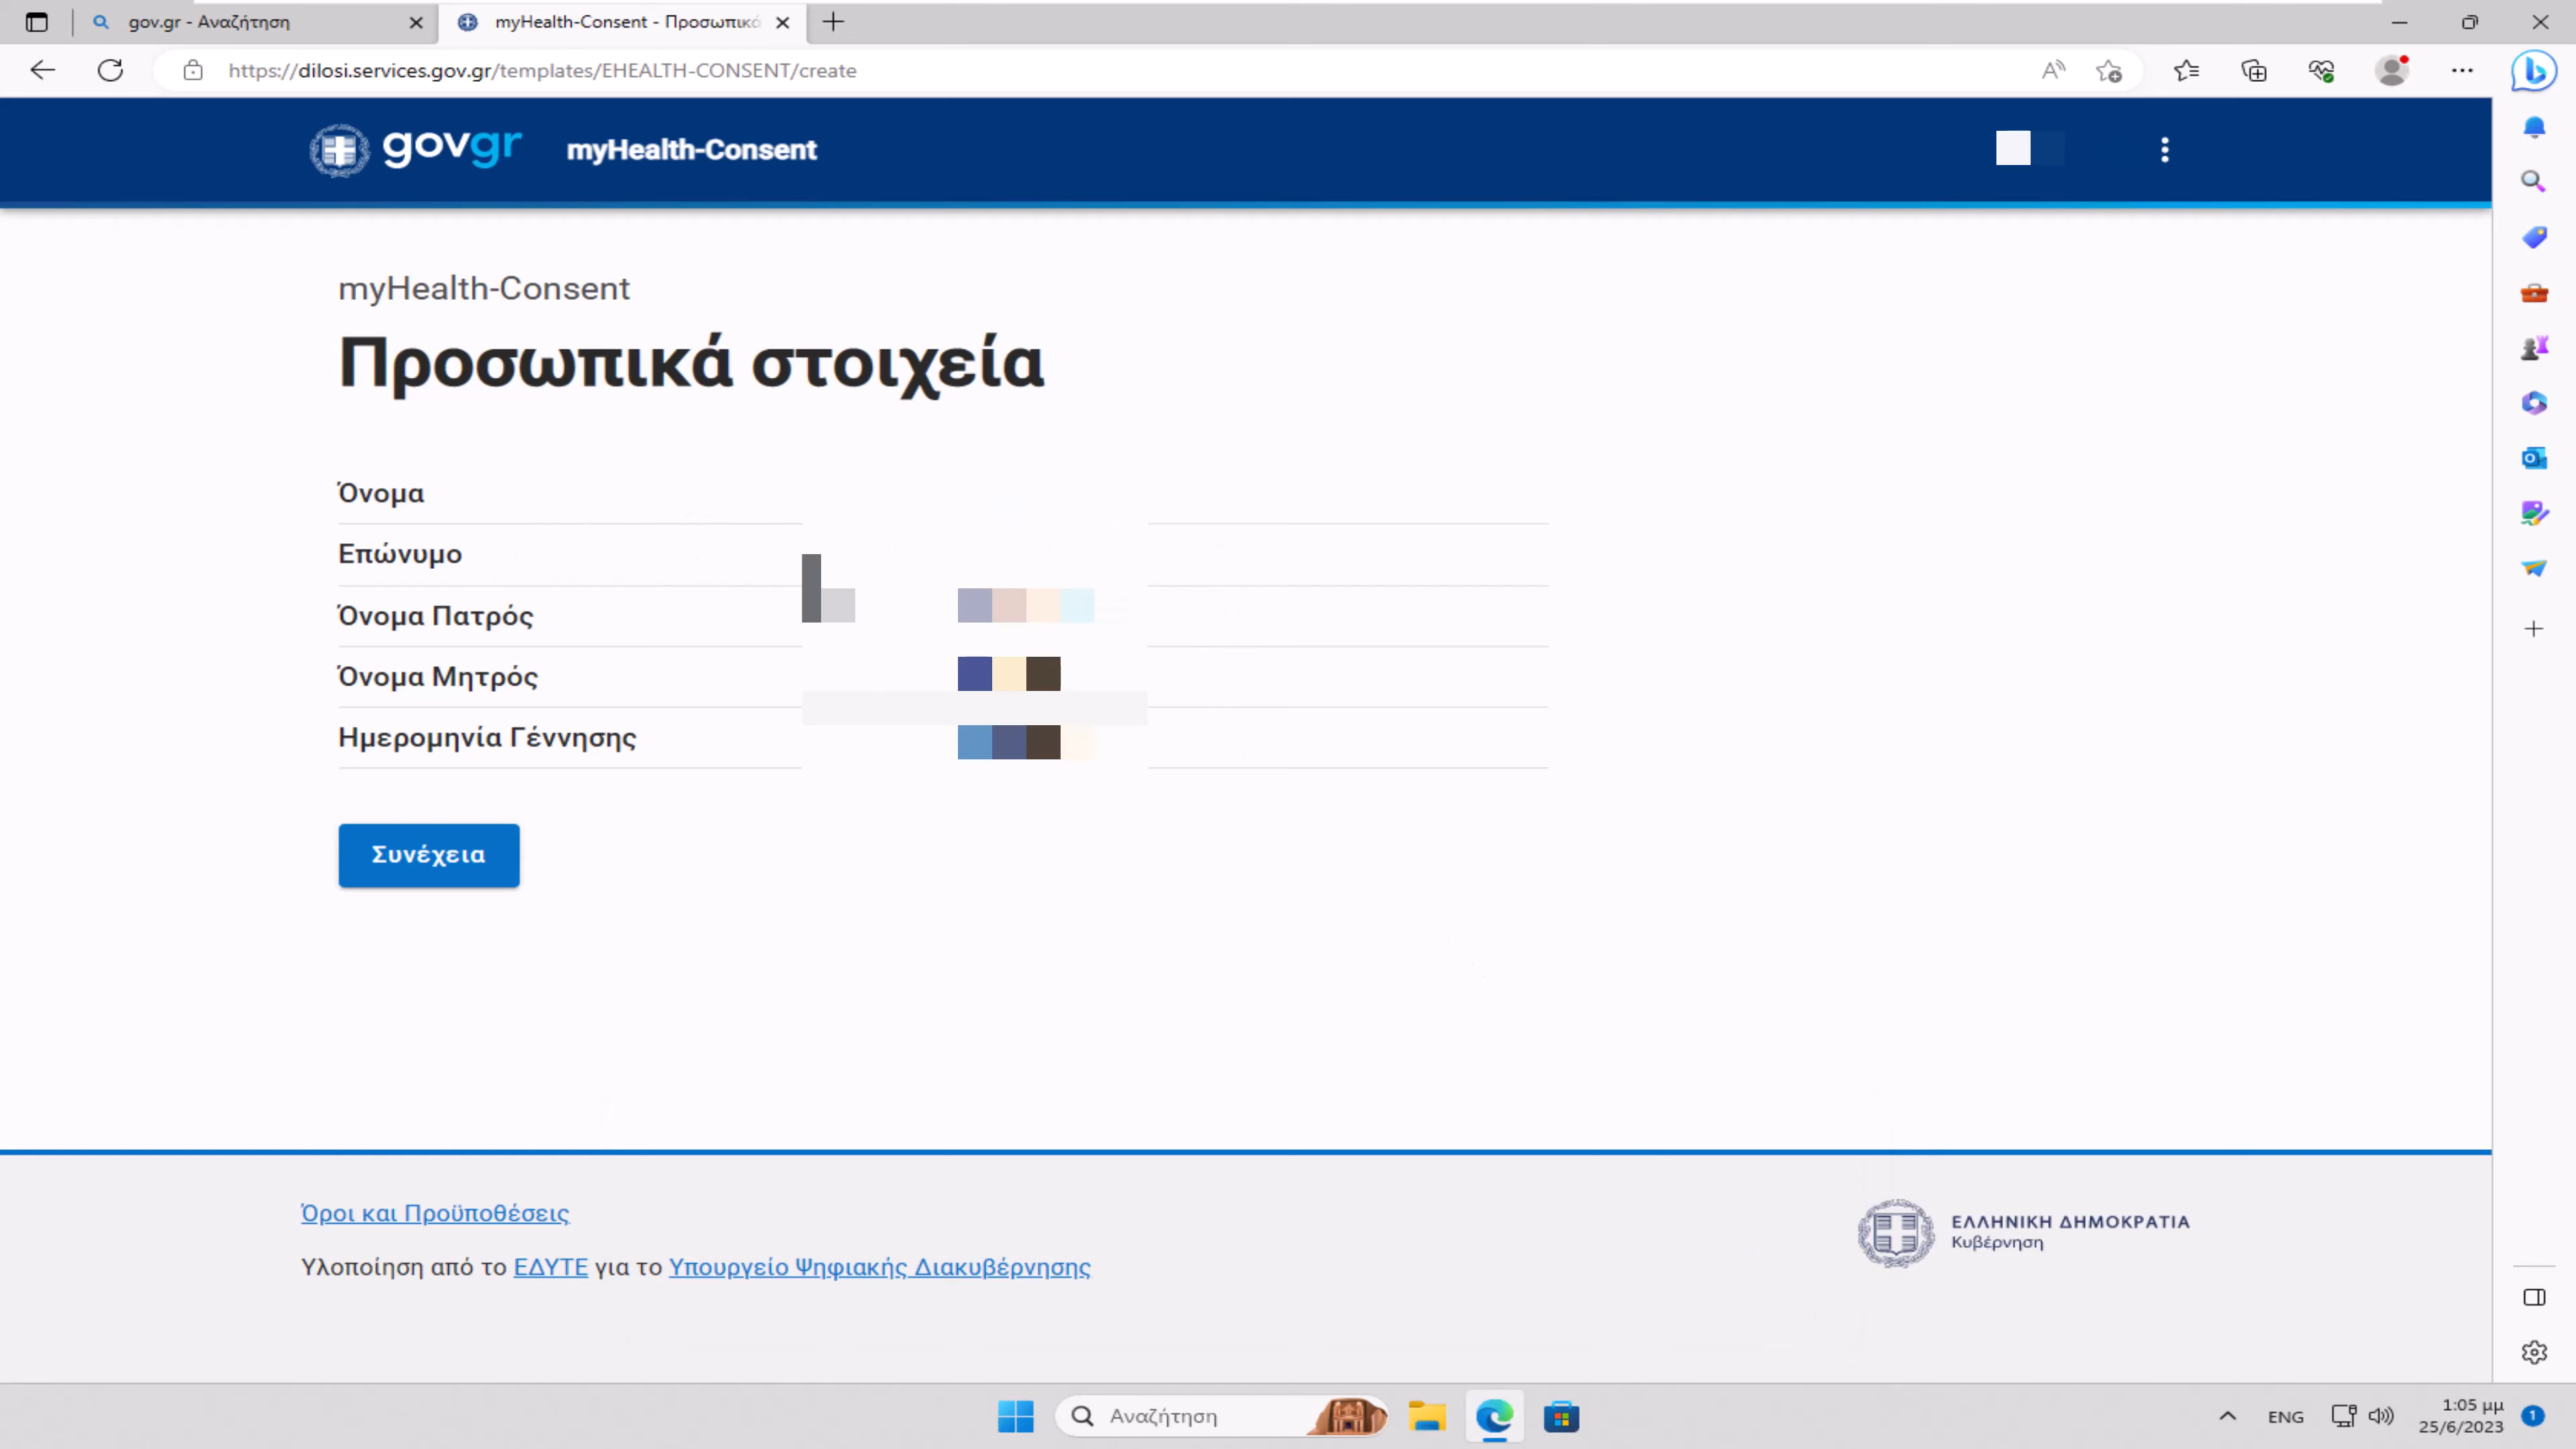 gov.gr - Αναζήτηση
myHealth-Consent - Προσωπικά
https://dilosi.services.gov.gr/templates/EHEALTH-CONSENT/create
govgr myHealth-Consent
myHealth-Consent
Προσωπικά στοιχεία
Όνομα
Επώνυμο
Όνομα Πατρός
Όνομα Μητρός
Ημερομηνία Γέννησης
Συνέχεια
Όροι και Προϋποθέσεις
Υλοποίηση από το ΕΔΥΤΕ για το Υπουργείο Ψηφιακής Διακυβέρνησης
ΕΛΛΗΝΙΚΗ ΔΗΜΟΚΡΑΤΙΑ
Κυβέρνηση
Αναζήτηση
ENG
1:05 μμ
25/6/2023
1